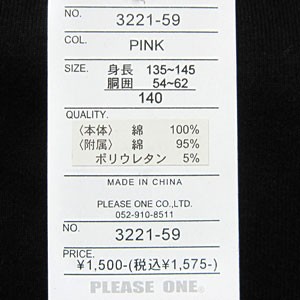 NO. 3221-59
COL. PINK
SIZE. 身長 135~145
胴囲 54~62
140
QUALITY.
〈本体〉 綿 100%
〈附属〉 綿 95%
ポリウレタン 5%
MADE IN CHINA
PLEASE ONE CO.,LTD.
052-910-8511
NO. 3221-59
PRICE.
¥1,500-(税込¥1,575-)
PLEASE ONE.